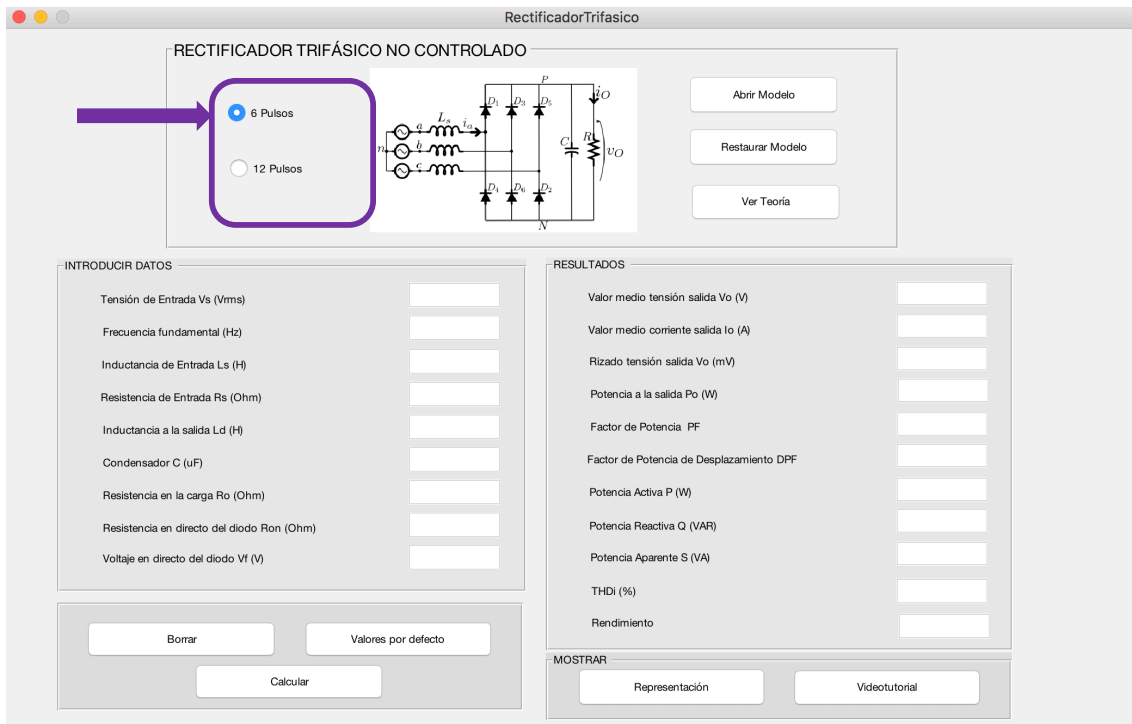 RectificadorTrifasico
RECTIFICADOR TRIFÁSICO NO CONTROLADO
6 Pulsos
12 Pulsos
P
D₁ D₃ D₅
i_O
L_s
a
i_a
n
b
c
C
R
v_O
D₄ D₆ D₂
N
Abrir Modelo
Restaurar Modelo
Ver Teoría
INTRODUCIR DATOS
Tensión de Entrada Vs (Vrms)
Frecuencia fundamental (Hz)
Inductancia de Entrada Ls (H)
Resistencia de Entrada Rs (Ohm)
Inductancia a la salida Ld (H)
Condensador C (uF)
Resistencia en la carga Ro (Ohm)
Resistencia en directo del diodo Ron (Ohm)
Voltaje en directo del diodo Vf (V)
Borrar
Valores por defecto
Calcular
RESULTADOS
Valor medio tensión salida Vo (V)
Valor medio corriente salida Io (A)
Rizado tensión salida Vo (mV)
Potencia a la salida Po (W)
Factor de Potencia  PF
Factor de Potencia de Desplazamiento DPF
Potencia Activa P (W)
Potencia Reactiva Q (VAR)
Potencia Aparente S (VA)
THDi (%)
Rendimiento
MOSTRAR
Representación
Videotutorial